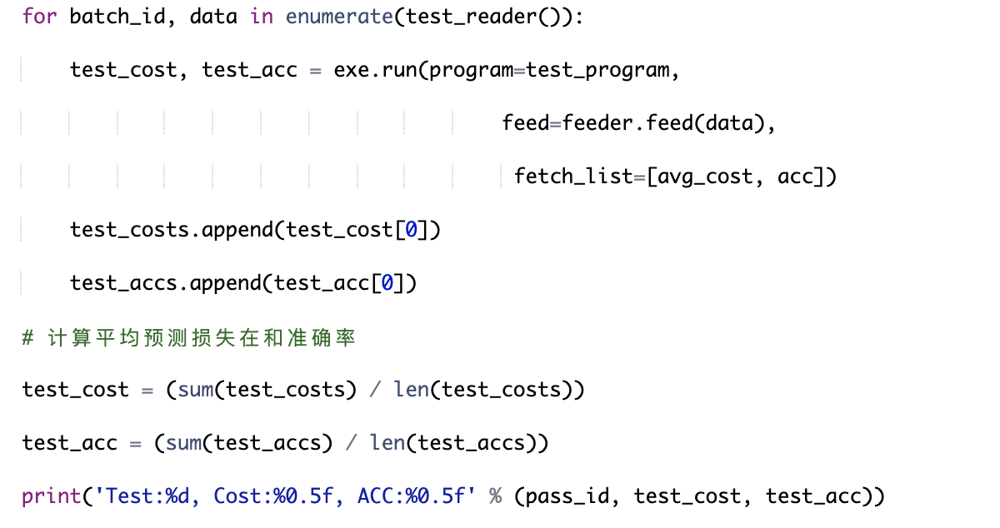 for batch_id, data in enumerate(test_reader()):
    test_cost, test_acc = exe.run(program=test_program,
                                        feed=feeder.feed(data),
                                         fetch_list=[avg_cost, acc])
    test_costs.append(test_cost[0])
    test_accs.append(test_acc[0])
# 计算平均预测损失在和准确率
test_cost = (sum(test_costs) / len(test_costs))
test_acc = (sum(test_accs) / len(test_accs))
print('Test:%d, Cost:%0.5f, ACC:%0.5f' % (pass_id, test_cost, test_acc))